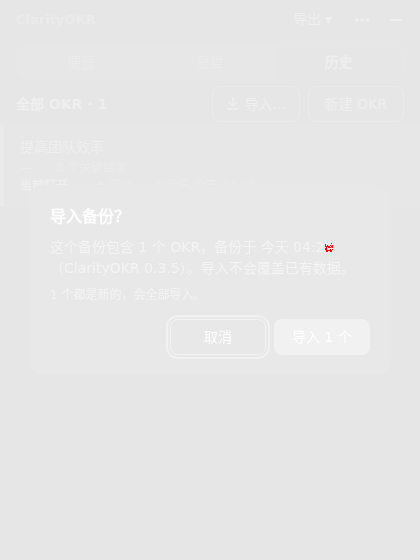 ClarityOKR
导出 ▾
历史
全部 OKR · 1
导入…
新建 OKR
提高团队效率
导入备份?
这个备份包含 1 个 OKR，备份于 今天
（ClarityOKR 0.3.5）。导入不会覆盖已有数据。
1 个都是新的，会全部导入。
取消
导入 1 个